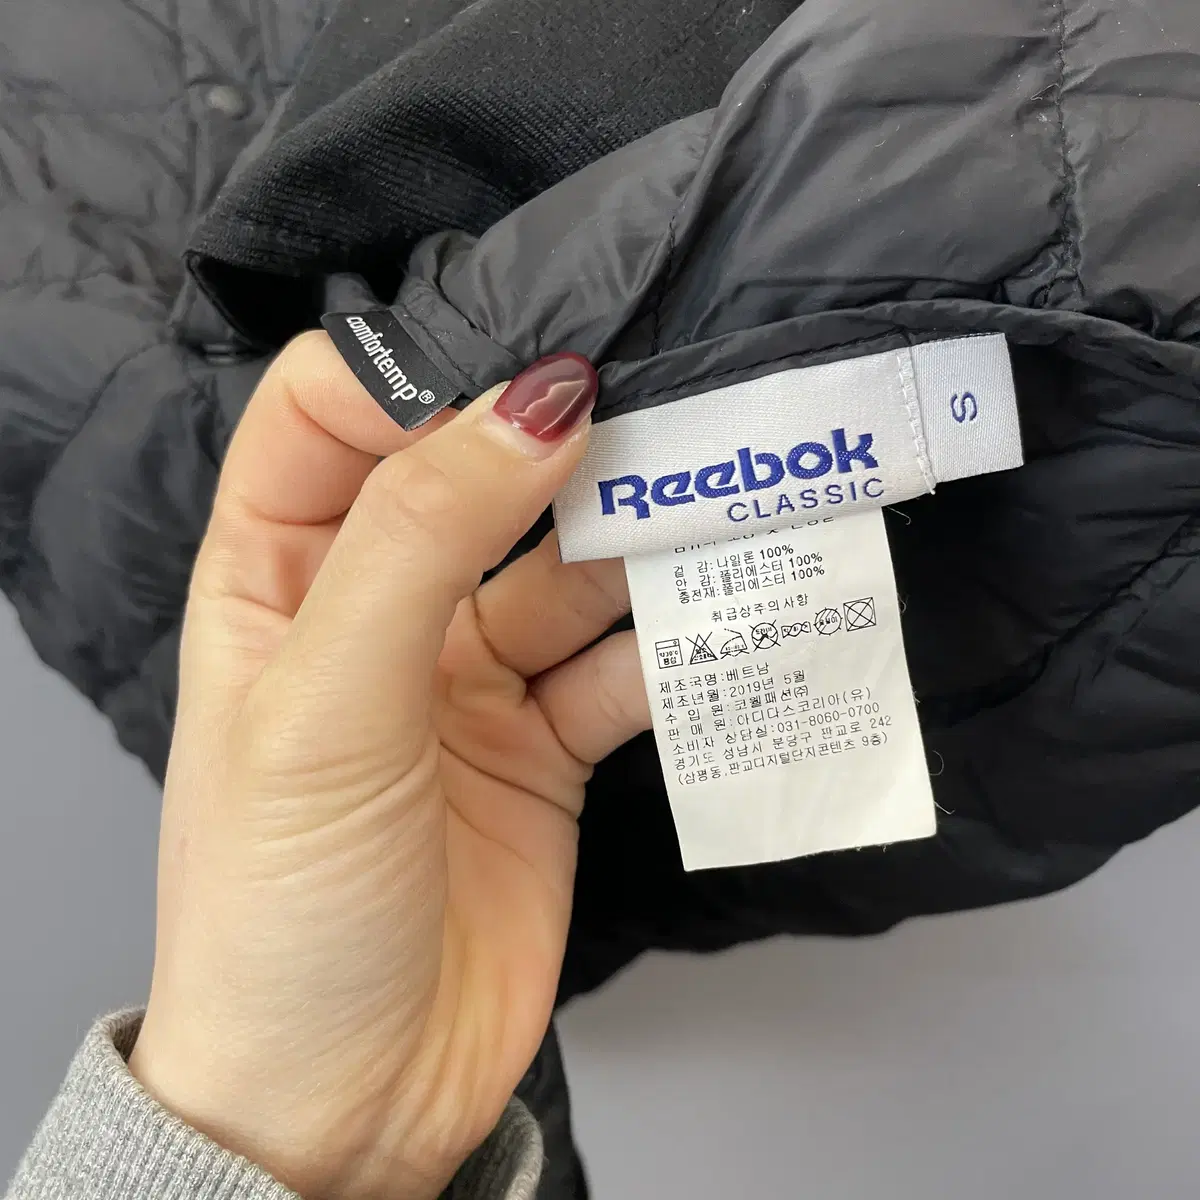 comfortemp®
Reebok
CLASSIC
S
겉 감: 나일론 100%
안 감: 폴리에스터 100%
충전재: 폴리에스터 100%
취급상주의사항
제조국명: 베트남
제조년월: 2019년 5월
수 입 원: 코웰패션㈜
판 매 원: 아디다스코리아(유)
소비자 상담실: 031-8060-0700
경기도 성남시 분당구 판교로 242
(삼평동, 판교디지털단지콘텐츠 9층)